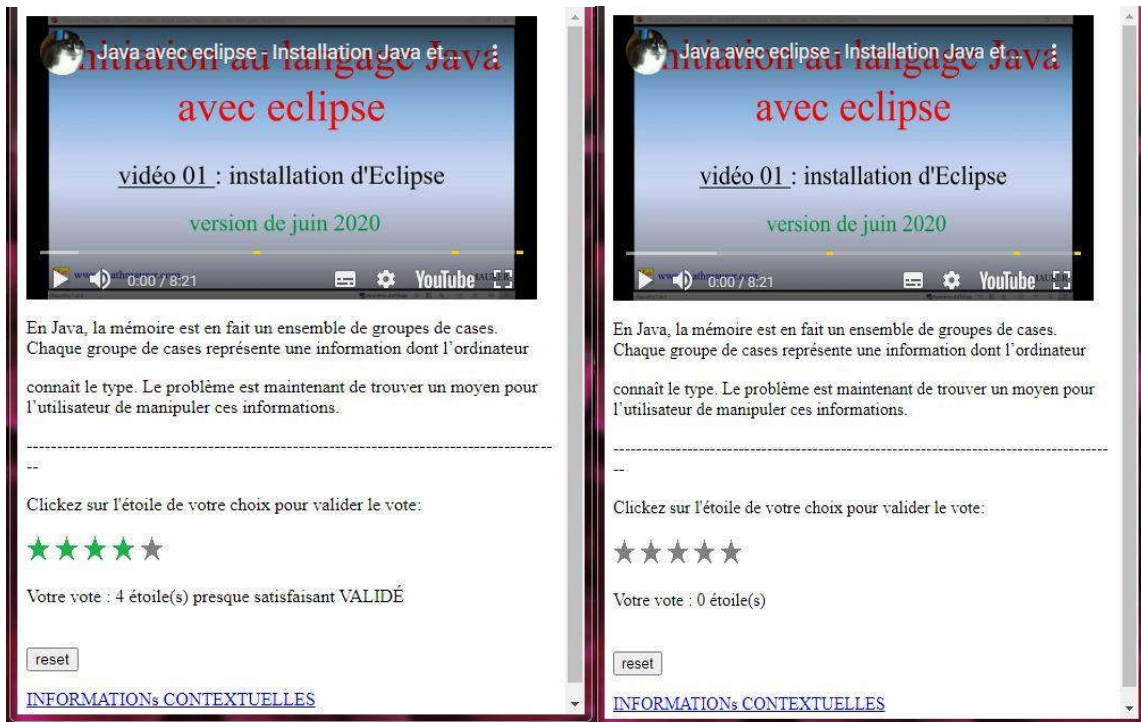 Java avec eclipse - Installation Java et ...
Initiation au langage Java
avec eclipse
vidéo 01 : installation d'Eclipse
version de juin 2020
0:00 / 8:21
YouTube
En Java, la mémoire est en fait un ensemble de groupes de cases.
Chaque groupe de cases représente une information dont l’ordinateur
connaît le type. Le problème est maintenant de trouver un moyen pour
l’utilisateur de manipuler ces informations.
--------------------------------------------------------------------------------------
--
Clickez sur l'étoile de votre choix pour valider le vote:
Votre vote : 4 étoile(s) presque satisfaisant VALIDÉ
reset
INFORMATIONs CONTEXTUELLES
Java avec eclipse - Installation Java et ...
Initiation au langage Java
avec eclipse
vidéo 01 : installation d'Eclipse
version de juin 2020
0:00 / 8:21
YouTube
En Java, la mémoire est en fait un ensemble de groupes de cases.
Chaque groupe de cases représente une information dont l’ordinateur
connaît le type. Le problème est maintenant de trouver un moyen pour
l’utilisateur de manipuler ces informations.
--------------------------------------------------------------------------------------
--
Clickez sur l'étoile de votre choix pour valider le vote:
Votre vote : 0 étoile(s)
reset
INFORMATIONs CONTEXTUELLES